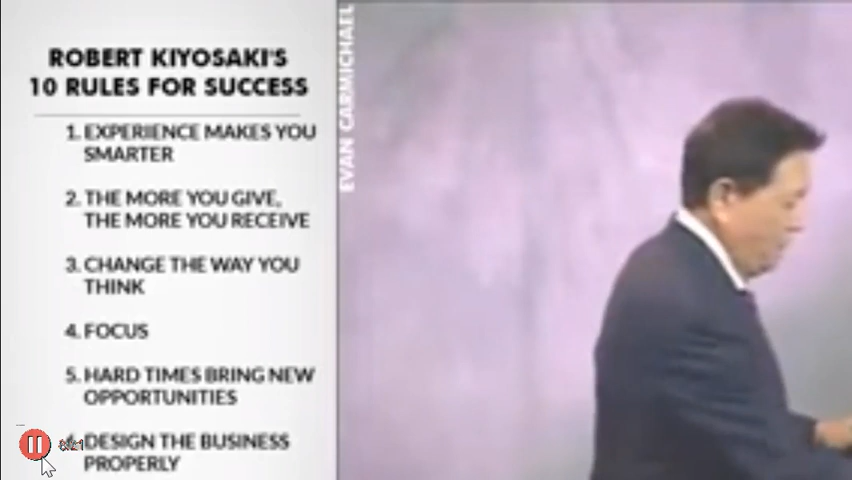 ROBERT KIYOSAKI'S
10 RULES FOR SUCCESS
1. EXPERIENCE MAKES YOU
SMARTER
2. THE MORE YOU GIVE,
THE MORE YOU RECEIVE
3. CHANGE THE WAY YOU
THINK
4. FOCUS
5. HARD TIMES BRING NEW
OPPORTUNITIES
DESIGN THE BUSINESS
PROPERLY
EVAN CARMICHAEL